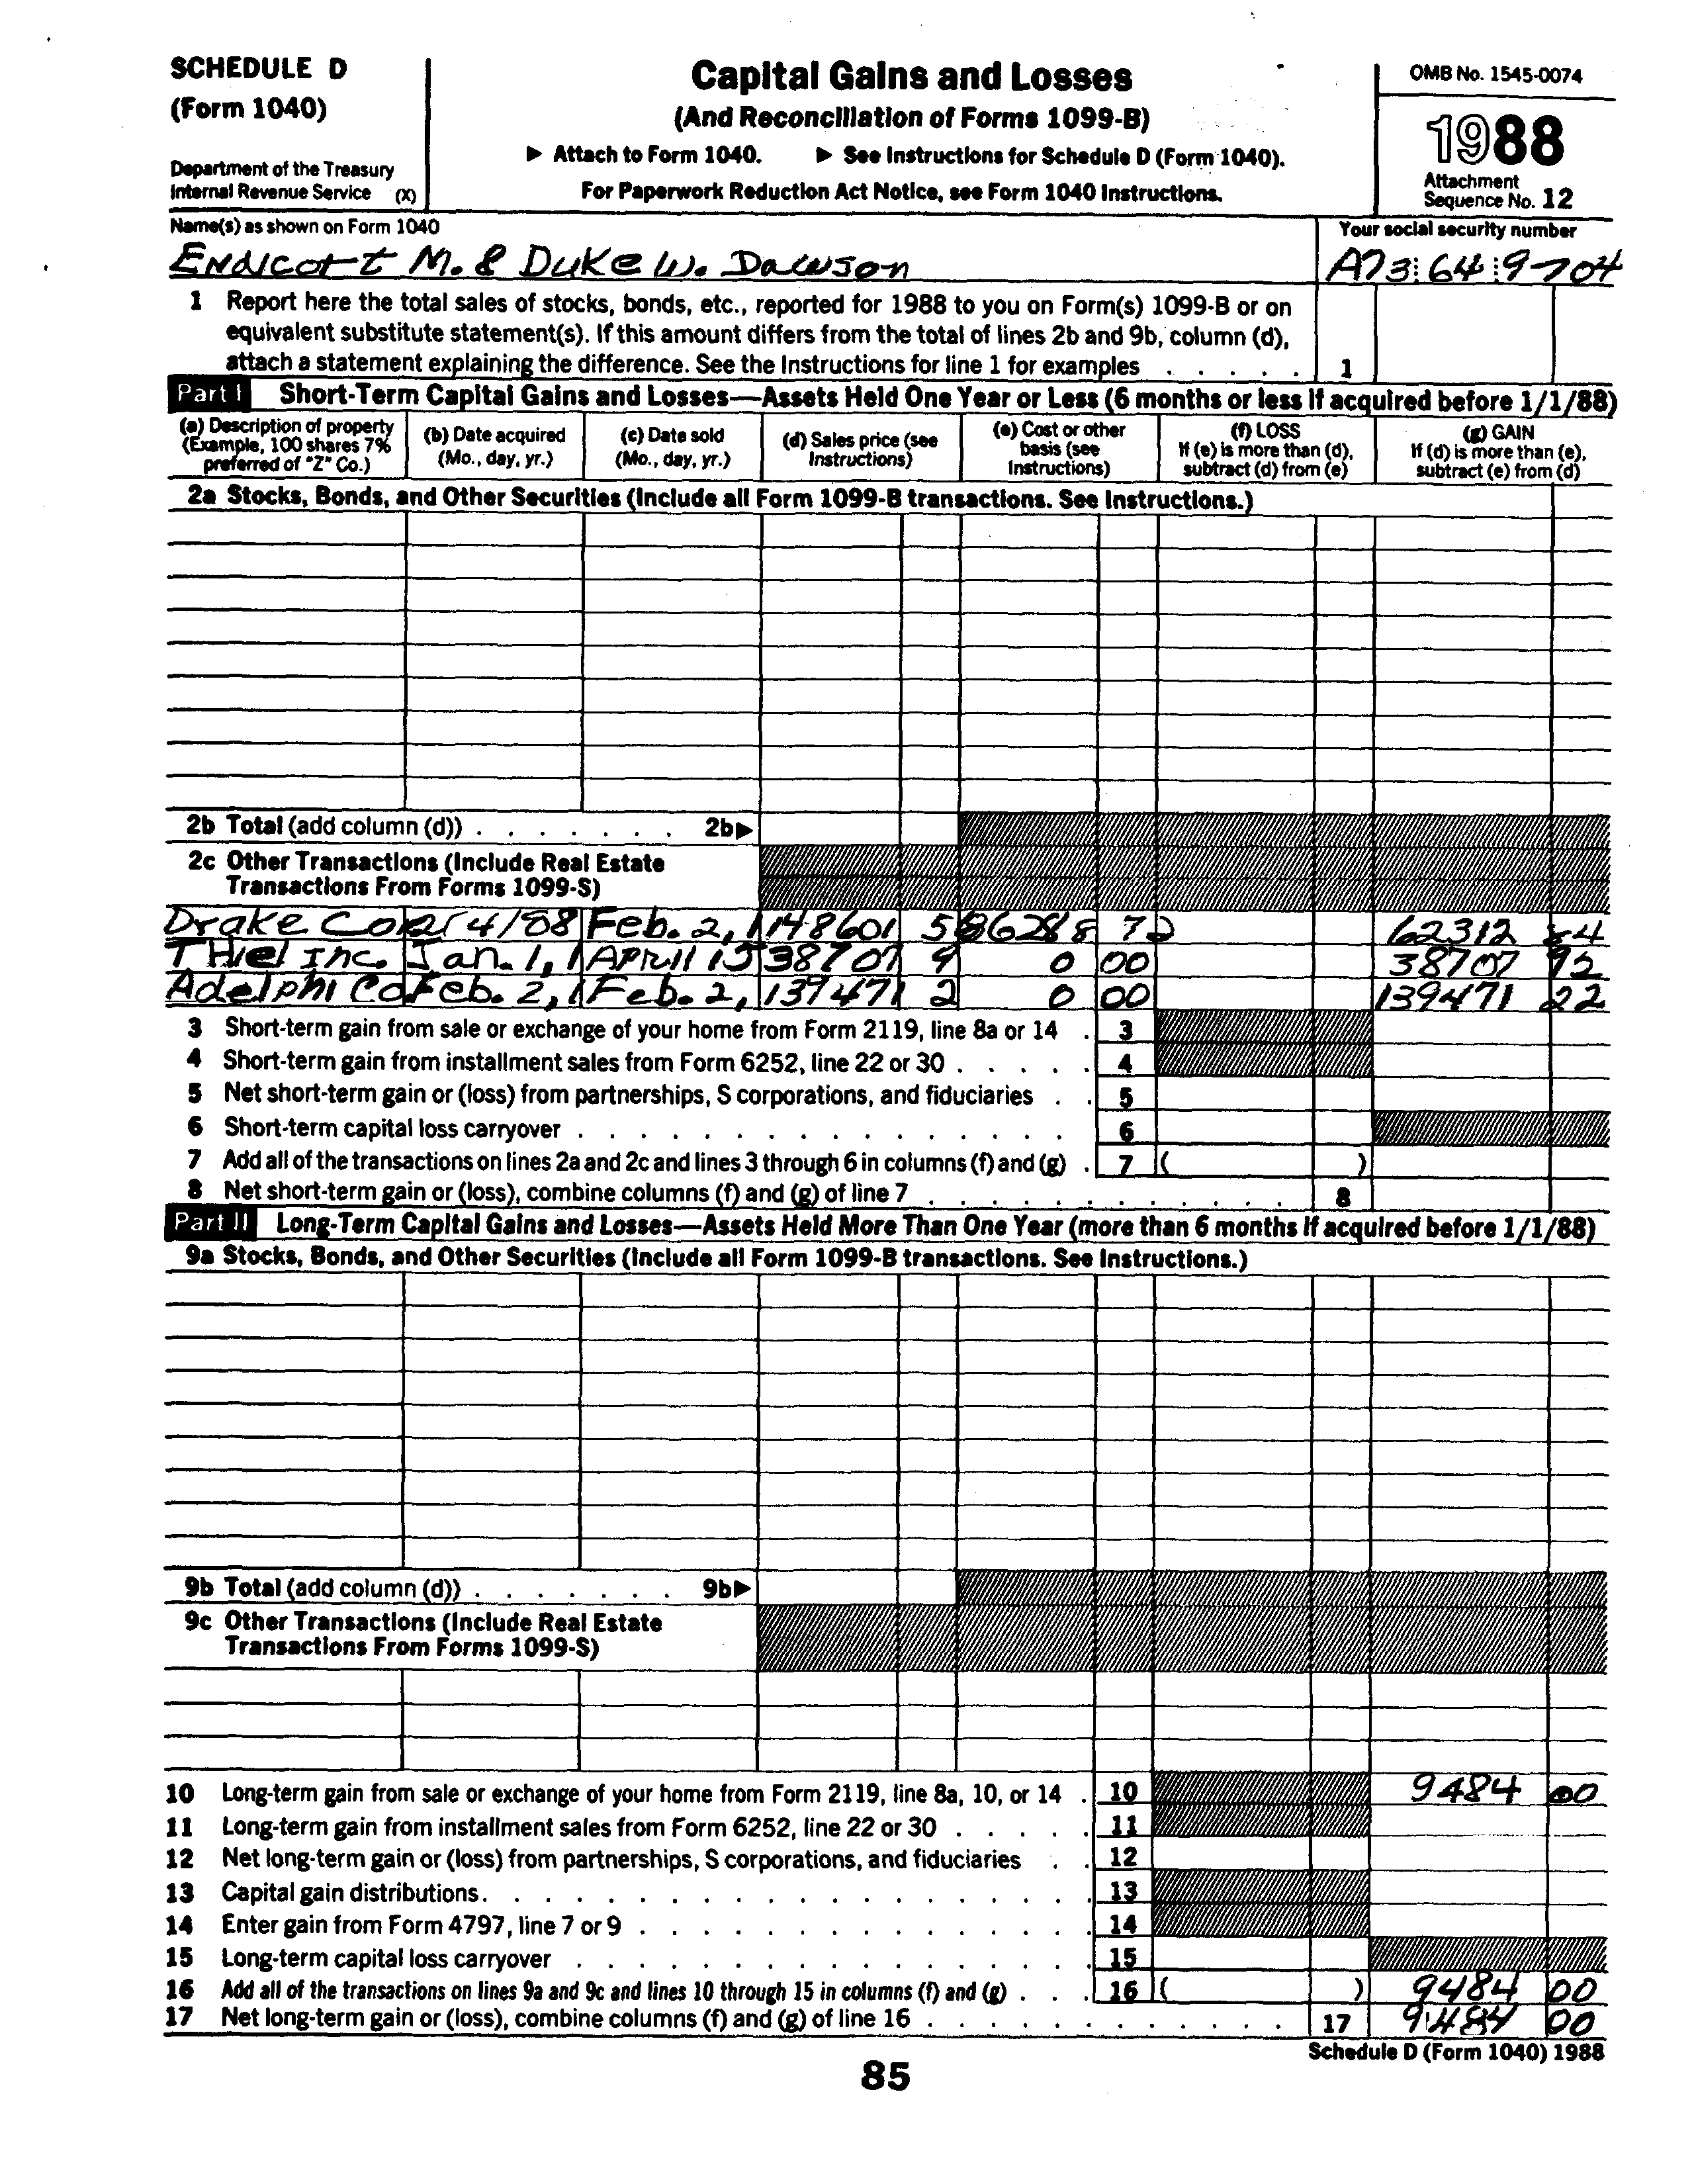 SCHEDULE D
(Form 1040)
Department of the Treasury
Internal Revenue Service (X)
Capital Gains and Losses
(And Reconciliation of Forms 1099-B)
▶ Attach to Form 1040. ▶ See Instructions for Schedule D (Form 1040).
For Paperwork Reduction Act Notice, see Form 1040 Instructions.
OMB No. 1545-0074
1988
Attachment
Sequence No. 12
Name(s) as shown on Form 1040
Endicott M. & Duke W. Dawson
Your social security number
A73 64 9704
1 Report here the total sales of stocks, bonds, etc., reported for 1988 to you on Form(s) 1099-B or on
equivalent substitute statement(s). If this amount differs from the total of lines 2b and 9b, column (d),
attach a statement explaining the difference. See the Instructions for line 1 for examples . . . . . 1
Part I Short-Term Capital Gains and Losses—Assets Held One Year or Less (6 months or less if acquired before 1/1/88)
(a) Description of property
(Example, 100 shares 7%
preferred of "Z" Co.)
(b) Date acquired
(Mo., day, yr.)
(c) Date sold
(Mo., day, yr.)
(d) Sales price (see
Instructions)
(e) Cost or other
basis (see
Instructions)
(f) LOSS
If (e) is more than (d),
subtract (d) from (e)
(g) GAIN
If (d) is more than (e),
subtract (e) from (d)
2a Stocks, Bonds, and Other Securities (Include all Form 1099-B transactions. See Instructions.)
2b Total (add column (d)) . . . . . . . 2b▶
2c Other Transactions (Include Real Estate
Transactions From Forms 1099-S)
Drake Co 4/88 Feb. 2, 1 148601 5 86288 72 62312 84
THiel Inc. Jan. 1, 1 April 15 38707 9 0 00 38707 92
Adelphi Co Feb. 2, 1 Feb. 2, 139471 2 0 00 139471 22
3 Short-term gain from sale or exchange of your home from Form 2119, line 8a or 14 . 3
4 Short-term gain from installment sales from Form 6252, line 22 or 30 . . . . . 4
5 Net short-term gain or (loss) from partnerships, S corporations, and fiduciaries . . 5
6 Short-term capital loss carryover . . . . . . . . . . . . . . . . 6
7 Add all of the transactions on lines 2a and 2c and lines 3 through 6 in columns (f) and (g) . 7 ( )
8 Net short-term gain or (loss), combine columns (f) and (g) of line 7 . . . . . . . . . . . . 8
Part II Long-Term Capital Gains and Losses—Assets Held More Than One Year (more than 6 months if acquired before 1/1/88)
9a Stocks, Bonds, and Other Securities (Include all Form 1099-B transactions. See Instructions.)
9b Total (add column (d)) . . . . . . . 9b▶
9c Other Transactions (Include Real Estate
Transactions From Forms 1099-S)
10 Long-term gain from sale or exchange of your home from Form 2119, line 8a, 10, or 14 . 10 9484 00
11 Long-term gain from installment sales from Form 6252, line 22 or 30 . . . . . 11
12 Net long-term gain or (loss) from partnerships, S corporations, and fiduciaries . . 12
13 Capital gain distributions. . . . . . . . . . . . . . . . . . . . 13
14 Enter gain from Form 4797, line 7 or 9 . . . . . . . . . . . . . . 14
15 Long-term capital loss carryover . . . . . . . . . . . . . . . . 15
16 Add all of the transactions on lines 9a and 9c and lines 10 through 15 in columns (f) and (g) . . . 16 ( ) 9484 00
17 Net long-term gain or (loss), combine columns (f) and (g) of line 16 . . . . . . . . . . . . 17 9484 00
Schedule D (Form 1040) 1988
85